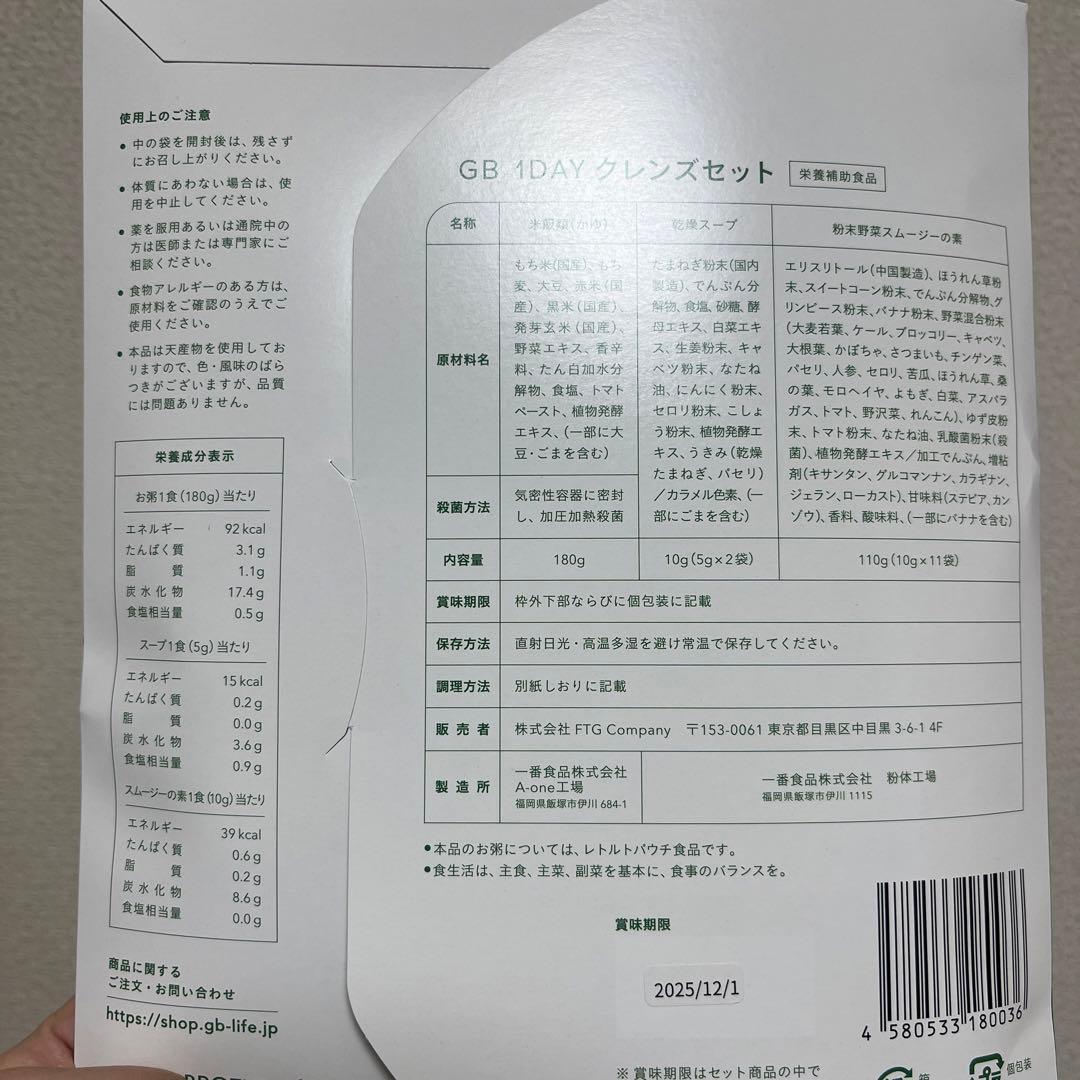 使用上のご注意
● 中の袋を開封後は、残さず
にお召し上がりください。
● 体質にあわない場合は、使
用を中止してください。
● 薬を服用あるいは通院中の
方は医師または専門家にご
相談ください。
● 食物アレルギーのある方は、
原材料をご確認のうえでご
使用ください。
● 本品は天産物を使用してお
りますので、色・風味のばら
つきがございますが、品質
には問題ありません。
栄養成分表示
お粥1食(180g)当たり
エネルギー 92kcal
たんぱく質 3.1g
脂質 1.1g
炭水化物 17.4g
食塩相当量 0.5g
スープ1食(5g)当たり
エネルギー 15kcal
たんぱく質 0.2g
脂質 0.0g
炭水化物 3.6g
食塩相当量 0.9g
スムージーの素1食(10g)当たり
エネルギー 39kcal
たんぱく質 0.6g
脂質 0.2g
炭水化物 8.6g
食塩相当量 0.0g
商品に関する
ご注文・お問い合わせ
https://shop.gb-life.jp
GB 1DAY クレンズセット 栄養補助食品
名称 米飯類(かゆ) 乾燥スープ 粉末野菜スムージーの素
原材料名
もち米(国産)、もち
麦、大豆、赤米(国
産)、黒米(国産)、
発芽玄米(国産)、
野菜エキス、香辛
料、たん白加水分
解物、食塩、トマト
ペースト、植物発酵
エキス、(一部に大
豆・ごまを含む)
たまねぎ粉末(国内
製造)、でんぷん分
解物、食塩、砂糖、酵
母エキス、白菜エキ
ス、生姜粉末、キャ
ベツ粉末、なたね
油、にんにく粉末、
セロリ粉末、こしょ
う粉末、植物発酵エ
キス、うきみ(乾燥
たまねぎ、パセリ)
/カラメル色素、(一
部にごまを含む)
エリスリトール(中国製造)、ほうれん草粉
末、スイートコーン粉末、でんぷん分解物、グ
リンピース粉末、バナナ粉末、野菜混合粉末
(大麦若葉、ケール、ブロッコリー、キャベツ、
大根葉、かぼちゃ、さつまいも、チンゲン菜、
パセリ、人参、セロリ、苦瓜、ほうれん草、桑
の葉、モロヘイヤ、よもぎ、白菜、アスパラ
ガス、トマト、野沢菜、れんこん)、ゆず皮粉
末、トマト粉末、なたね油、乳酸菌粉末(殺
菌)、植物発酵エキス/加工でんぷん、増粘
剤(キサンタン、グルコマンナン、カラギナン、
ジェラン、ローカスト)、甘味料(ステビア、カン
ゾウ)、香料、酸味料、(一部にバナナを含む)
殺菌方法 気密性容器に密封
し、加圧加熱殺菌
内容量 180g 10g(5g×2袋) 110g(10g×11袋)
賞味期限 枠外下部ならびに個包装に記載
保存方法 直射日光・高温多湿を避け常温で保存してください。
調理方法 別紙しおりに記載
販売者 株式会社 FTG Company 〒153-0061 東京都目黒区中目黒 3-6-1 4F
製造所
一番食品株式会社
A-one工場
福岡県飯塚市伊川 684-1
一番食品株式会社 粉体工場
福岡県飯塚市伊川 1115
●本品のお粥については、レトルトパウチ食品です。
●食生活は、主食、主菜、副菜を基本に、食事のバランスを。
賞味期限
2025/12/1
4 580533 180036
※賞味期限はセット商品の中で
箱
個包装